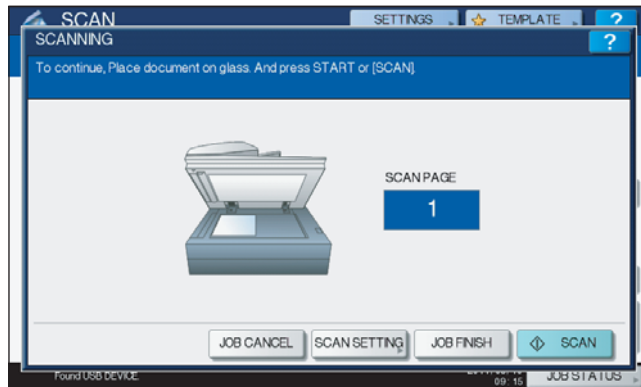 SCAN
SETTINGS
TEMPLATE
?
SCANNING
?
To continue, Place document on glass. And press START or [SCAN]
SCAN PAGE
1
JOB CANCEL
SCAN SETTING
JOB FINISH
SCAN
Found USB DEVICE
09:15
JOB STATUS